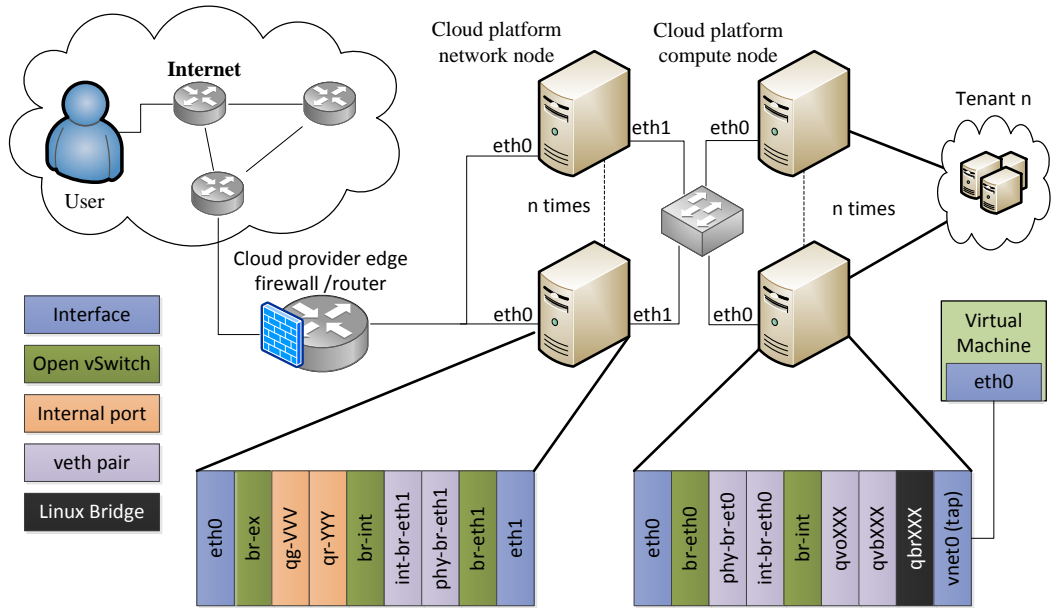 Cloud platform
network node
Cloud platform
compute node
Internet
User
Tenant n
eth0
eth1
eth0
n times
n times
Cloud provider edge
firewall /router
eth0
eth1
eth0
Interface
Open vSwitch
Internal port
veth pair
Linux Bridge
Virtual
Machine
eth0
eth0
br-ex
qg-VVV
qr-YYY
br-int
int-br-eth1
phy-br-eth1
br-eth1
eth1
eth0
br-eth0
phy-br-et0
int-br-eth0
br-int
qvoXXX
qvbXXX
qbrXXX
vnet0 (tap)